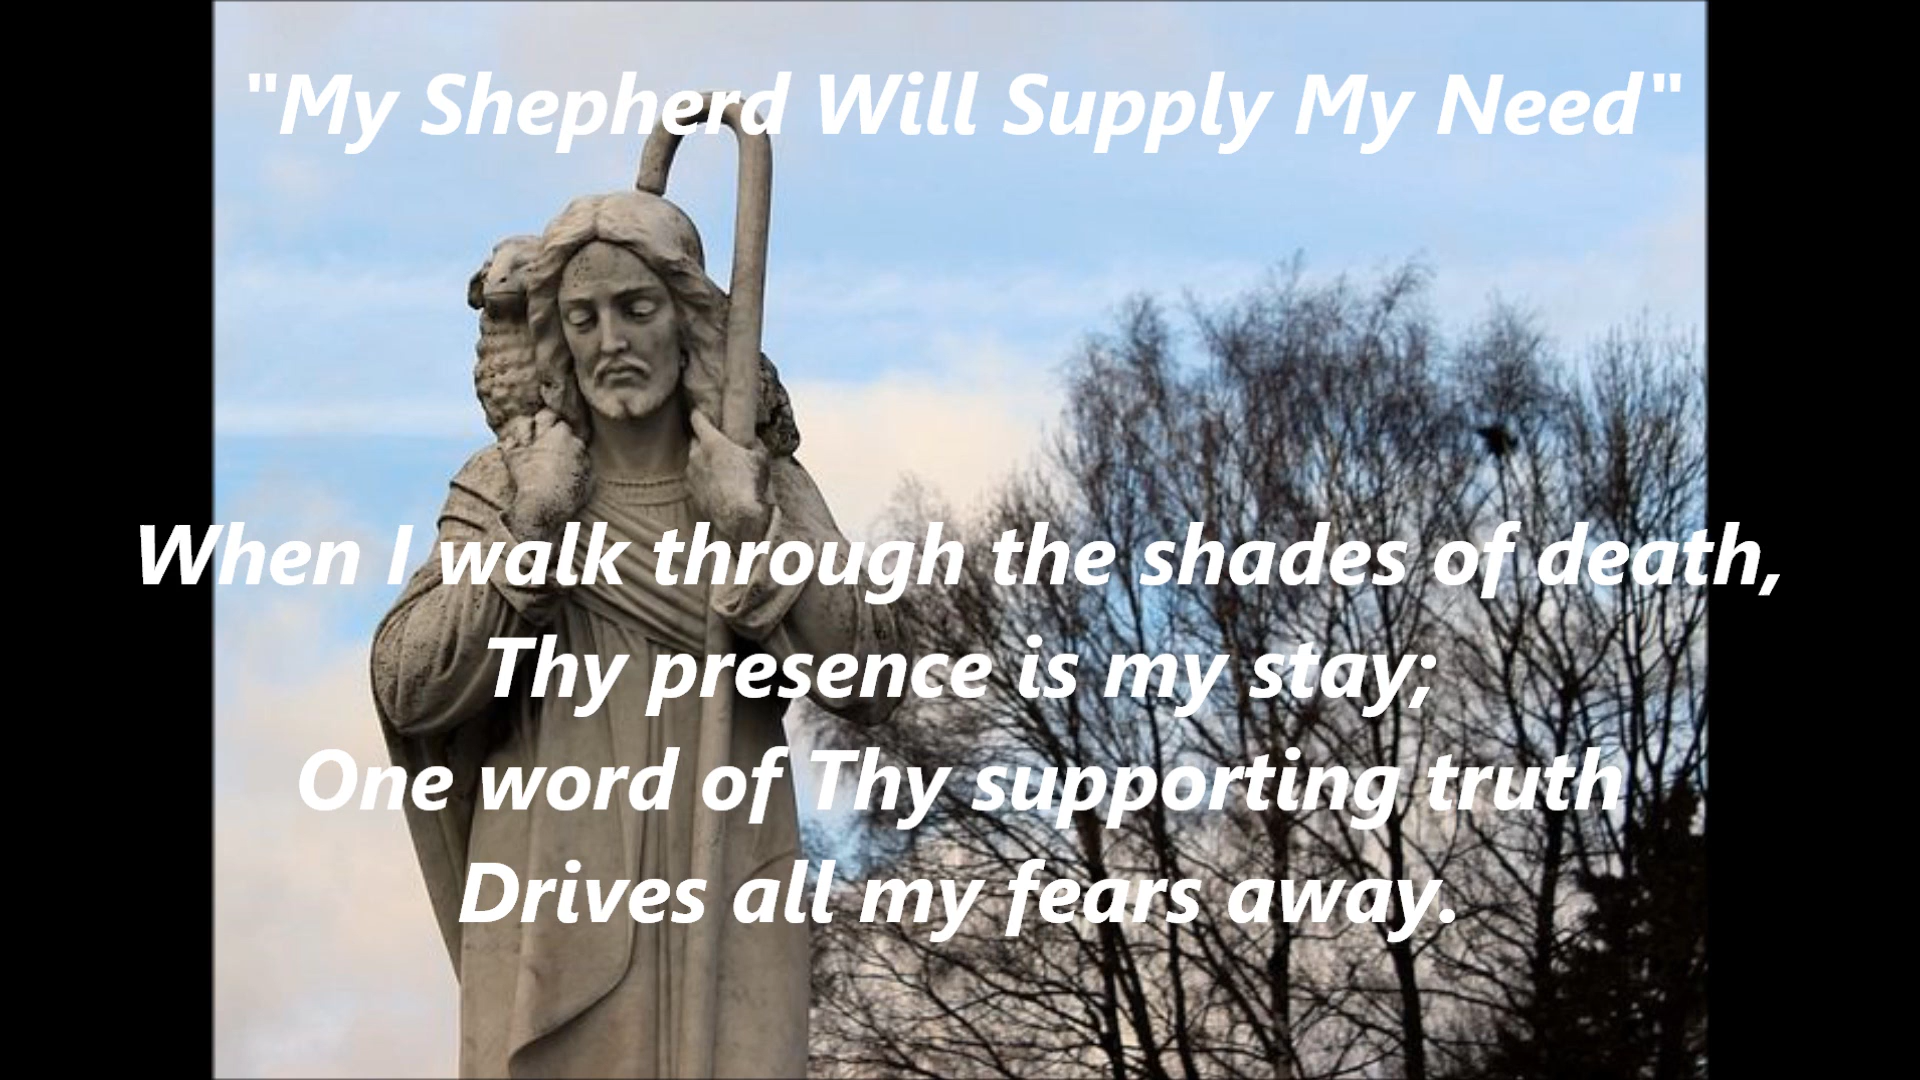 "My Shepherd Will Supply My Need"
When I walk through the shades of death,
Thy presence is my stay;
One word of Thy supporting truth
Drives all my fears away.